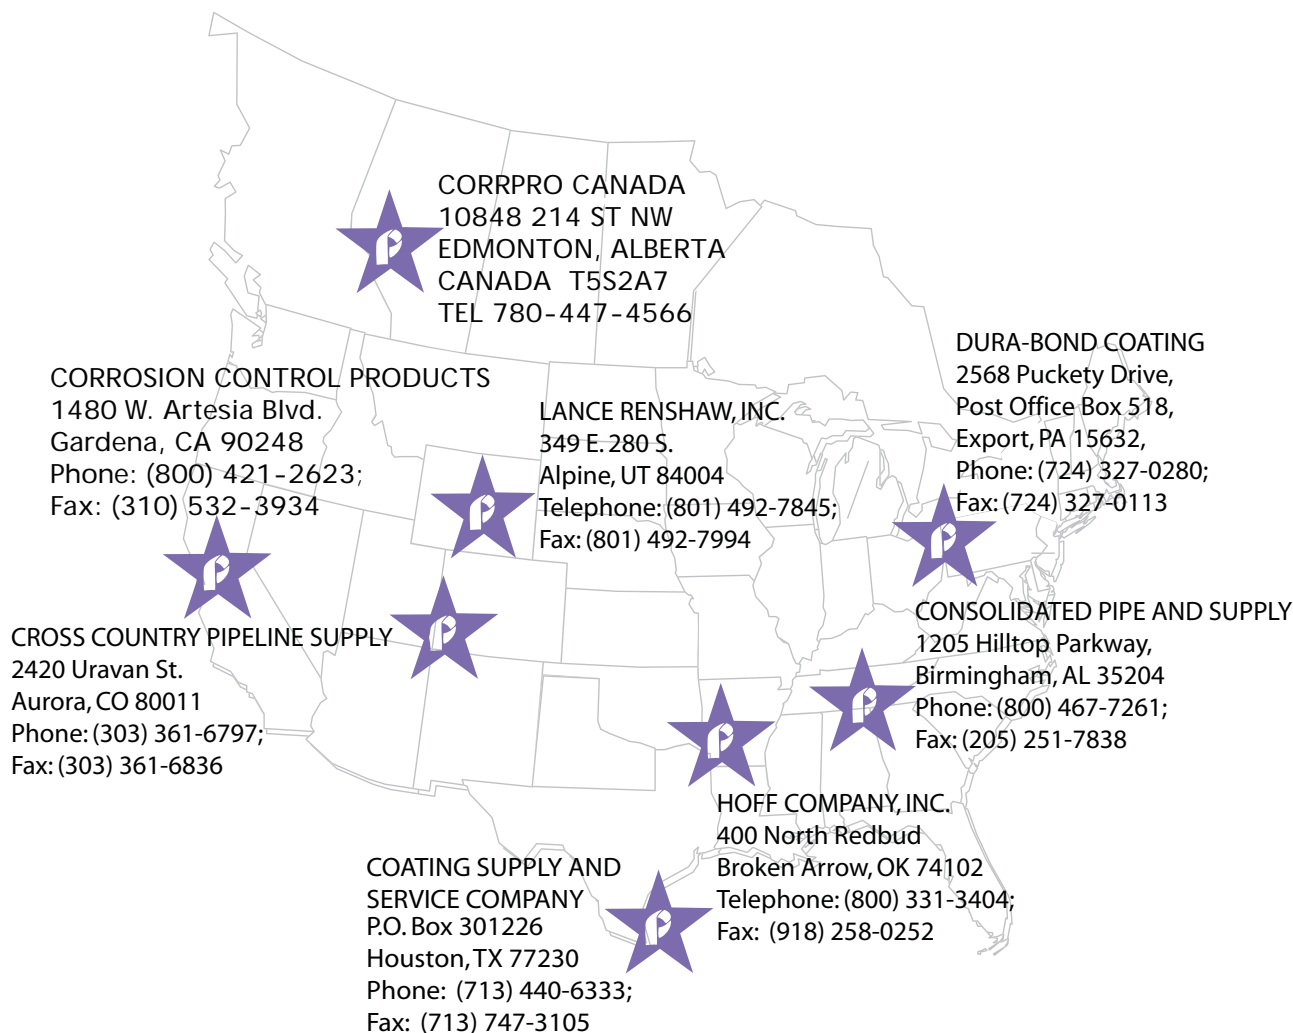 CORRPRO CANADA
10848 214 ST NW
EDMONTON, ALBERTA
CANADA  T5S2A7
TEL 780-447-4566
DURA-BOND COATING
2568 Puckety Drive,
Post Office Box 518,
Export, PA 15632,
Phone: (724) 327-0280;
Fax: (724) 327-0113
CORROSION CONTROL PRODUCTS
1480 W. Artesia Blvd.
Gardena, CA 90248
Phone: (800) 421-2623;
Fax: (310) 532-3934
LANCE RENSHAW, INC.
349 E. 280 S.
Alpine, UT 84004
Telephone: (801) 492-7845;
Fax: (801) 492-7994
CROSS COUNTRY PIPELINE SUPPLY
2420 Uravan St.
Aurora, CO 80011
Phone: (303) 361-6797;
Fax: (303) 361-6836
CONSOLIDATED PIPE AND SUPPLY
1205 Hilltop Parkway,
Birmingham, AL 35204
Phone: (800) 467-7261;
Fax: (205) 251-7838
HOFF COMPANY, INC.
400 North Redbud
Broken Arrow, OK 74102
Telephone: (800) 331-3404;
Fax:  (918) 258-0252
COATING SUPPLY AND
SERVICE COMPANY
P.O. Box 301226
Houston, TX 77230
Phone:  (713) 440-6333;
Fax:  (713) 747-3105